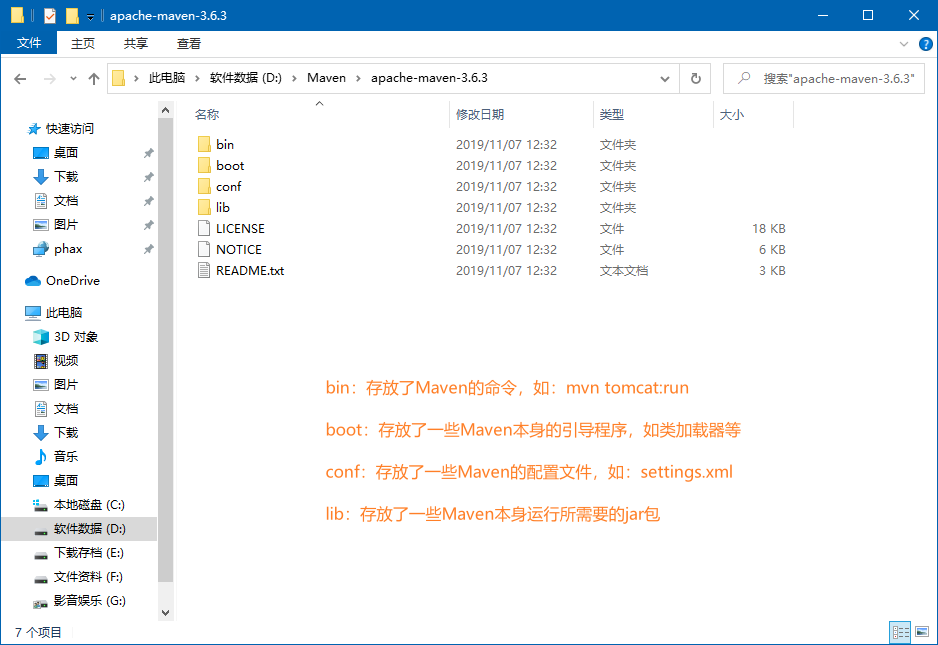 apache-maven-3.6.3
文件 主页 共享 查看
此电脑 软件数据 (D:) Maven apache-maven-3.6.3 搜索"apache-maven-3.6.3"
快速访问
桌面
下载
文档
图片
phax
OneDrive
此电脑
3D 对象
视频
图片
文档
下载
音乐
桌面
本地磁盘 (C:)
软件数据 (D:)
下载存档 (E:)
文件资料 (F:)
影音娱乐 (G:)
名称 修改日期 类型 大小
bin 2019/11/07 12:32 文件夹
boot 2019/11/07 12:32 文件夹
conf 2019/11/07 12:32 文件夹
lib 2019/11/07 12:32 文件夹
LICENSE 2019/11/07 12:32 文件 18 KB
NOTICE 2019/11/07 12:32 文件 6 KB
README.txt 2019/11/07 12:32 文本文档 3 KB
bin：存放了Maven的命令，如：mvn tomcat:run
boot：存放了一些Maven本身的引导程序，如类加载器等
conf：存放了一些Maven的配置文件，如：settings.xml
lib：存放了一些Maven本身运行所需要的jar包
7 个项目